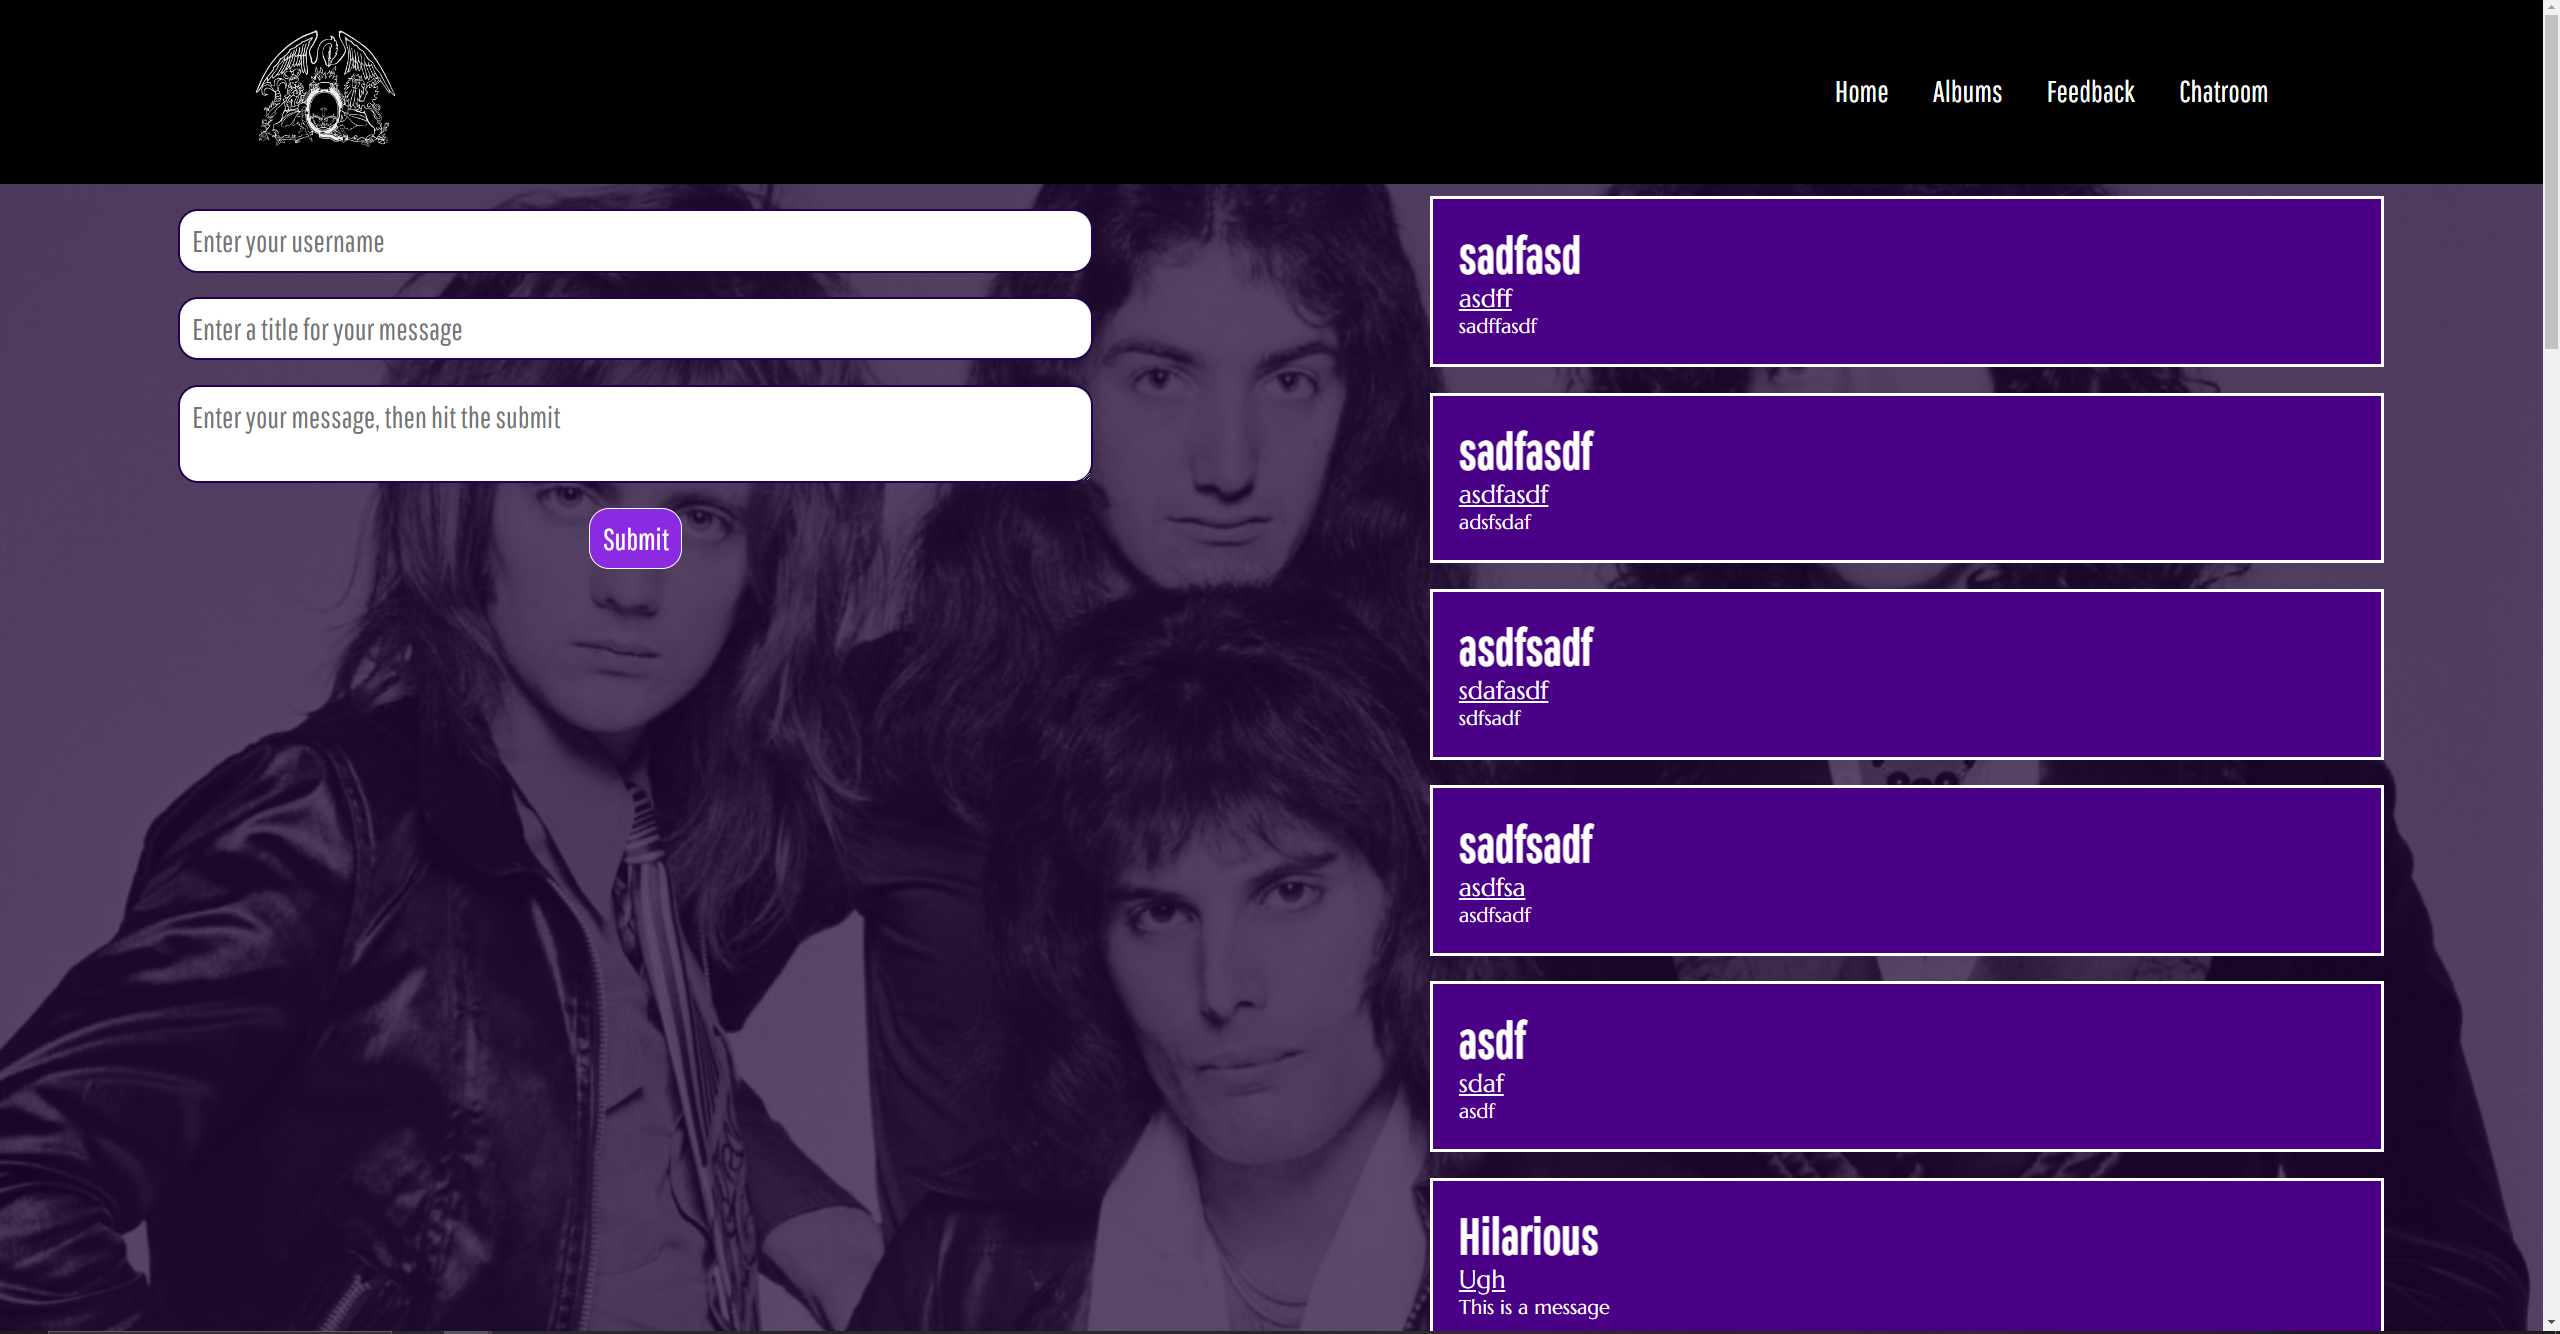 Home Albums Feedback Chatroom
Enter your username
Enter a title for your message
Enter your message, then hit the submit
Submit
sadfasd
asdff
sadffasdf
sadfasdf
asdfasdf
adsfsdaf
asdfsadf
sdafasdf
sdfsadf
sadfsadf
asdfsa
asdfsadf
asdf
sdaf
asdf
Hilarious
Ugh
This is a message